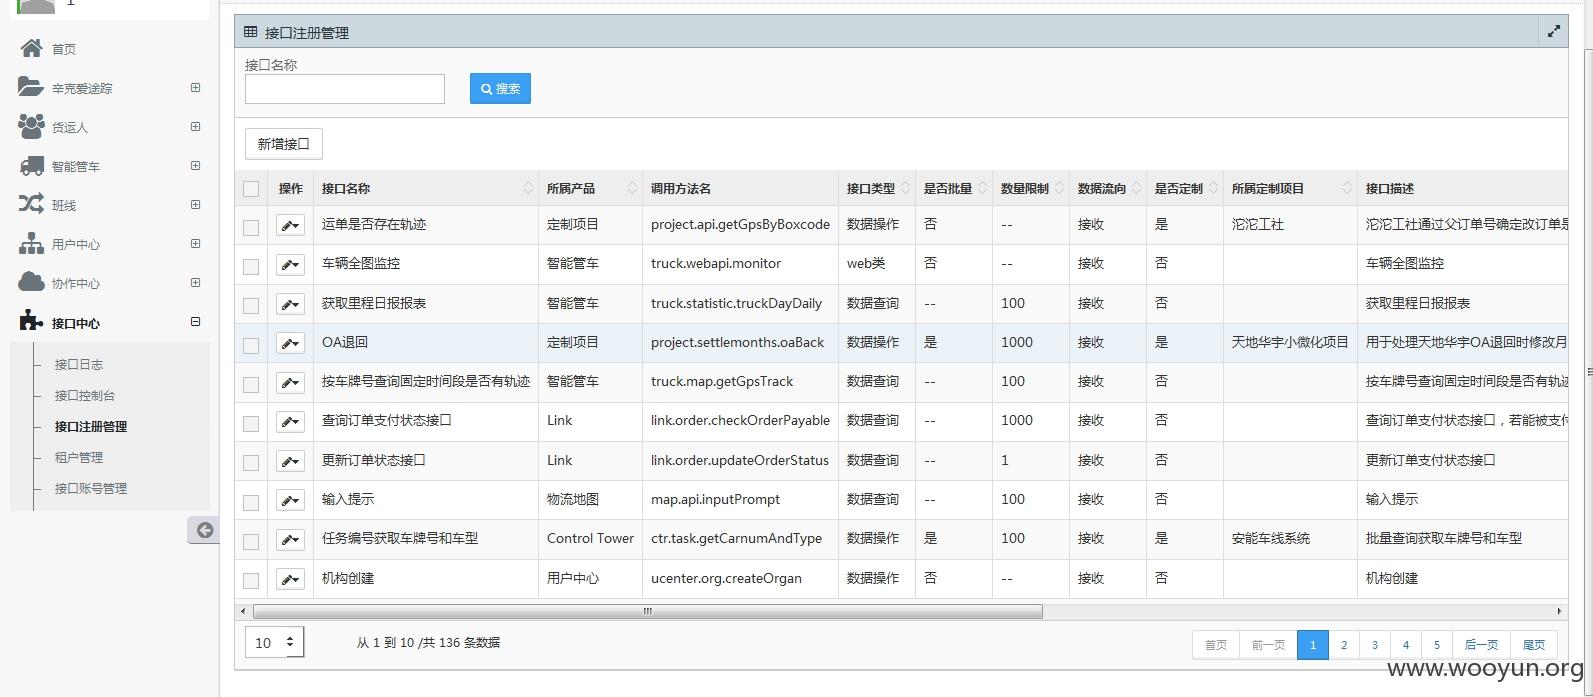 1
首页
辛克爱途踪
货运人
智能管车
班线
用户中心
协作中心
接口中心
接口日志
接口控制台
接口注册管理
租户管理
接口账号管理
接口注册管理
接口名称
搜索
新增接口
操作 接口名称 所属产品 调用方法名 接口类型 是否批量 数量限制 数据流向 是否定制 所属定制项目 接口描述
运单是否存在轨迹 定制项目 project.api.getGpsByBoxcode 数据操作 否 -- 接收 是 沱沱工社 沱沱工社通过父订单号确定改订单是
车辆全图监控 智能管车 truck.webapi.monitor web类 否 -- 接收 否 车辆全图监控
获取里程日报报表 智能管车 truck.statistic.truckDayDaily 数据查询 -- 100 接收 否 获取里程日报报表
OA退回 定制项目 project.settlemonths.oaBack 数据操作 是 1000 接收 是 天地华宇小微化项目 用于处理天地华宇OA退回时修改月
按车牌号查询固定时间段是否有轨迹 智能管车 truck.map.getGpsTrack 数据查询 -- 100 接收 否 按车牌号查询固定时间段是否有轨迹
查询订单支付状态接口 Link link.order.checkOrderPayable 数据查询 -- 1000 接收 否 查询订单支付状态接口，若能被支付
更新订单状态接口 Link link.order.updateOrderStatus 数据查询 -- 1 接收 否 更新订单支付状态接口
输入提示 物流地图 map.api.inputPrompt 数据查询 -- 100 接收 否 输入提示
任务编号获取车牌号和车型 Control Tower ctr.task.getCarnumAndType 数据操作 是 100 接收 是 安能车线系统 批量查询获取车牌号和车型
机构创建 用户中心 ucenter.org.createOrgan 数据操作 否 -- 接收 否 机构创建
10 从 1 到 10 /共 136 条数据 首页 前一页 1 2 3 4 5 后一页 尾页
www.wooyun.org